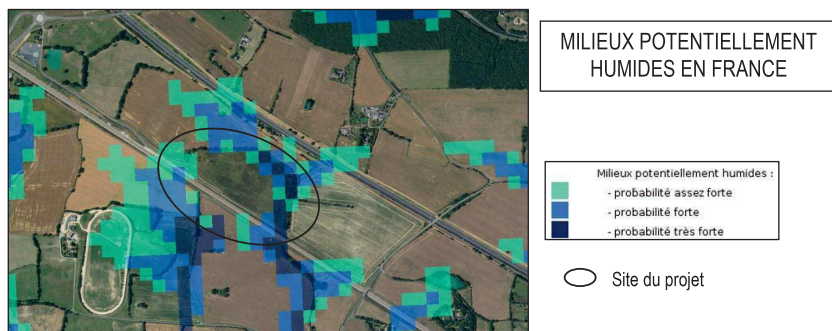 MILIEUX POTENTIELLEMENT
HUMIDES EN FRANCE
Milieux potentiellement humides :
- probabilité assez forte
- probabilité forte
- probabilité très forte
Site du projet